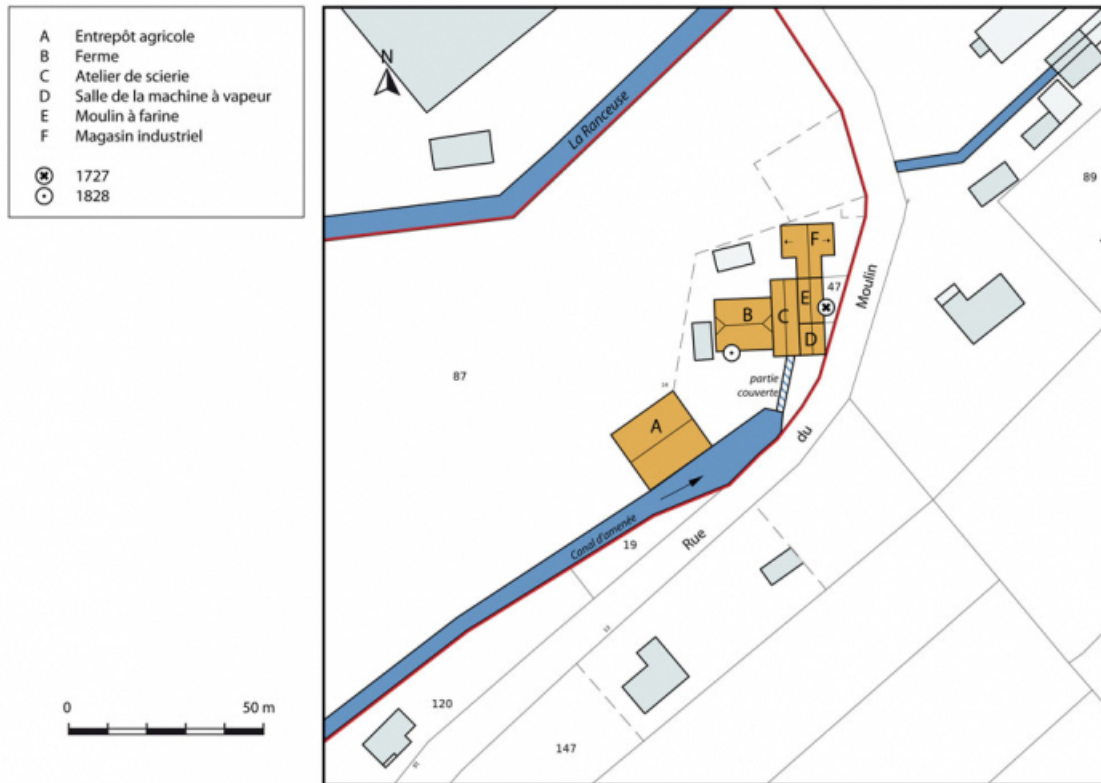 A Entrepôt agricole
B Ferme
C Atelier de scierie
D Salle de la machine à vapeur
E Moulin à farine
F Magasin industriel
1727
1828
0 50 m
N
La Ranceuse
89
F
47
E
Moulin
B
C
D
87
partie
couverte
A
du
Canal d'amenée
19
Rue
120
147